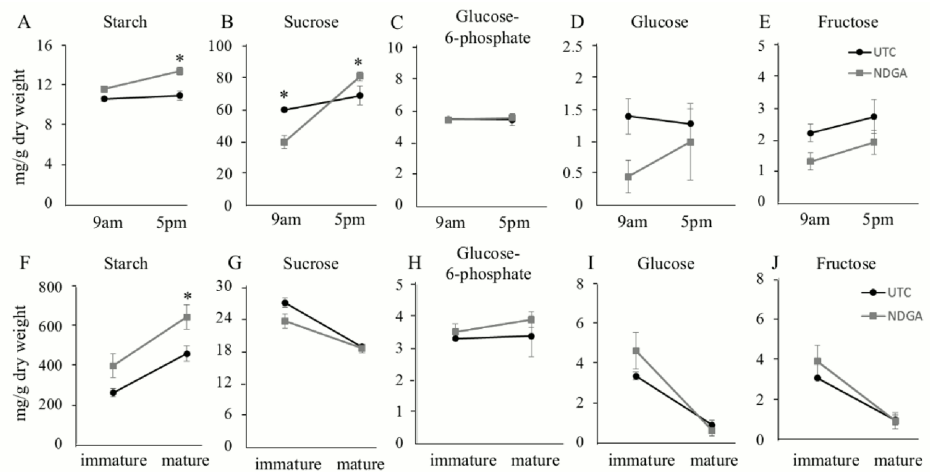 A Starch
B Sucrose
C Glucose-
6-phosphate
D Glucose
E Fructose
mg/g dry weight
16
12
8
4
0
9am 5pm
*
100
80
60
40
20
0
9am 5pm
* *
10
8
6
4
2
0
9am 5pm
2.5
2
1.5
1
0.5
0
9am 5pm
5
4
3
2
1
0
9am 5pm
UTC
NDGA
F Starch
G Sucrose
H Glucose-
6-phosphate
I Glucose
J Fructose
mg/g dry weight
800
600
400
200
0
immature mature
*
30
24
18
12
6
0
immature mature
5
4
3
2
1
0
immature mature
8
6
4
2
0
immature mature
8
6
4
2
0
immature mature
UTC
NDGA